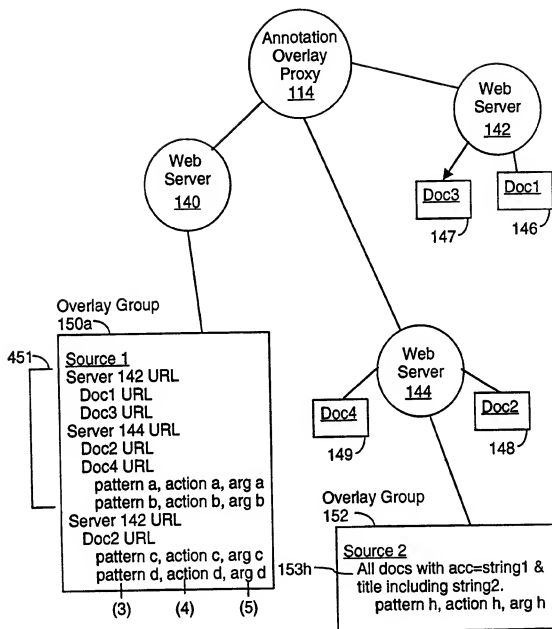 Annotation
Overlay
Proxy
114
Web
Server
142
Doc3
147
Doc1
146
Web
Server
140
Overlay Group
150a
451
Source 1
Server 142 URL
Doc1 URL
Doc3 URL
Server 144 URL
Doc2 URL
Doc4 URL
pattern a, action a, arg a
pattern b, action b, arg b
Server 142 URL
Doc2 URL
pattern c, action c, arg c
pattern d, action d, arg d
(3) (4) (5)
Web
Server
144
Doc4
149
Doc2
148
Overlay Group
152
153h
Source 2
All docs with acc=string1 &
title including string2.
pattern h, action h, arg h